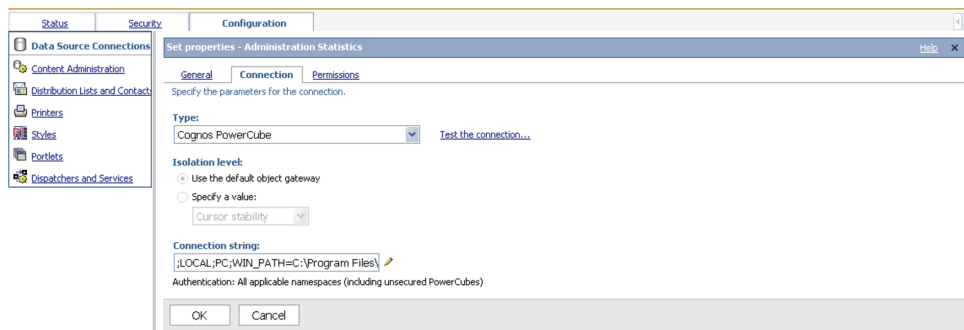 Status Security Configuration
Data Source Connections
Content Administration
Distribution Lists and Contacts
Printers
Styles
Portlets
Dispatchers and Services
Set properties - Administration Statistics Help X
General Connection Permissions
Specify the parameters for the connection.
Type:
Cognos PowerCube Test the connection...
Isolation level:
Use the default object gateway
Specify a value:
Cursor stability
Connection string:
;LOCAL;PC;WIN_PATH=C:\Program Files\
Authentication: All applicable namespaces (including unsecured PowerCubes)
OK Cancel